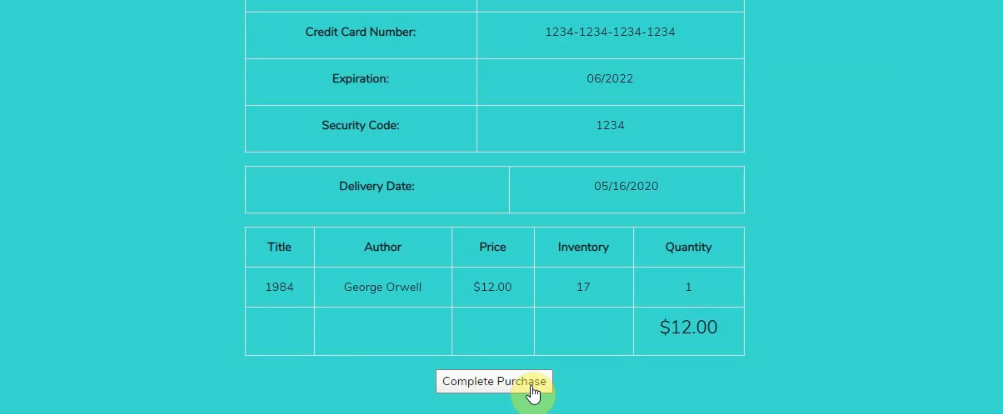 Credit Card Number: 1234-1234-1234-1234
Expiration: 06/2022
Security Code: 1234
Delivery Date: 05/16/2020
Title Author Price Inventory Quantity
1984 George Orwell $12.00 17 1
$12.00
Complete Purchase